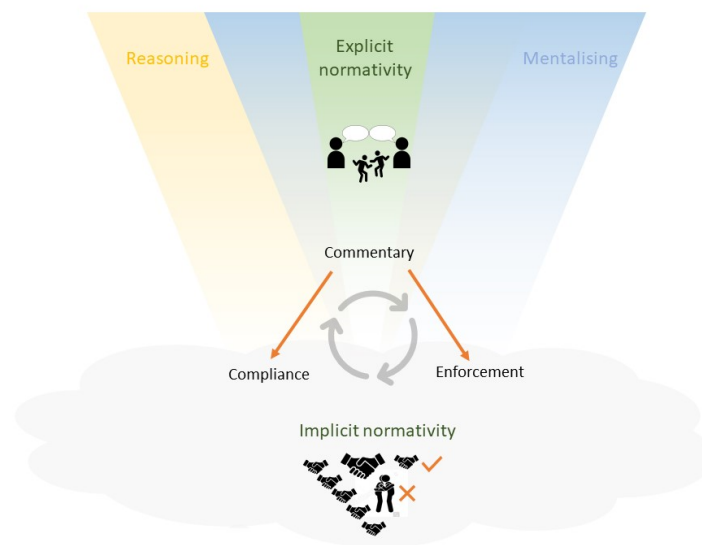 Reasoning
Explicit
normativity
Mentalising
Commentary
Compliance
Enforcement
Implicit normativity